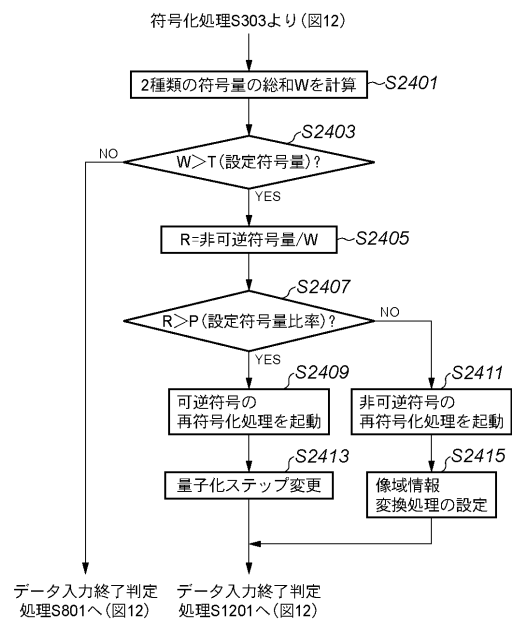 符号化処理S303より(図12)
2種類の符号量の総和Wを計算
S2401
S2403
W>T(設定符号量)?
NO
YES
R=非可逆符号量/W
S2405
S2407
R>P(設定符号量比率)?
NO
YES
S2409
可逆符号の
再符号化処理を起動
S2411
非可逆符号の
再符号化処理を起動
S2413
量子化ステップ変更
S2415
像域情報
変換処理の設定
データ入力終了判定
処理S801へ(図12)
データ入力終了判定
処理S1201へ(図12)